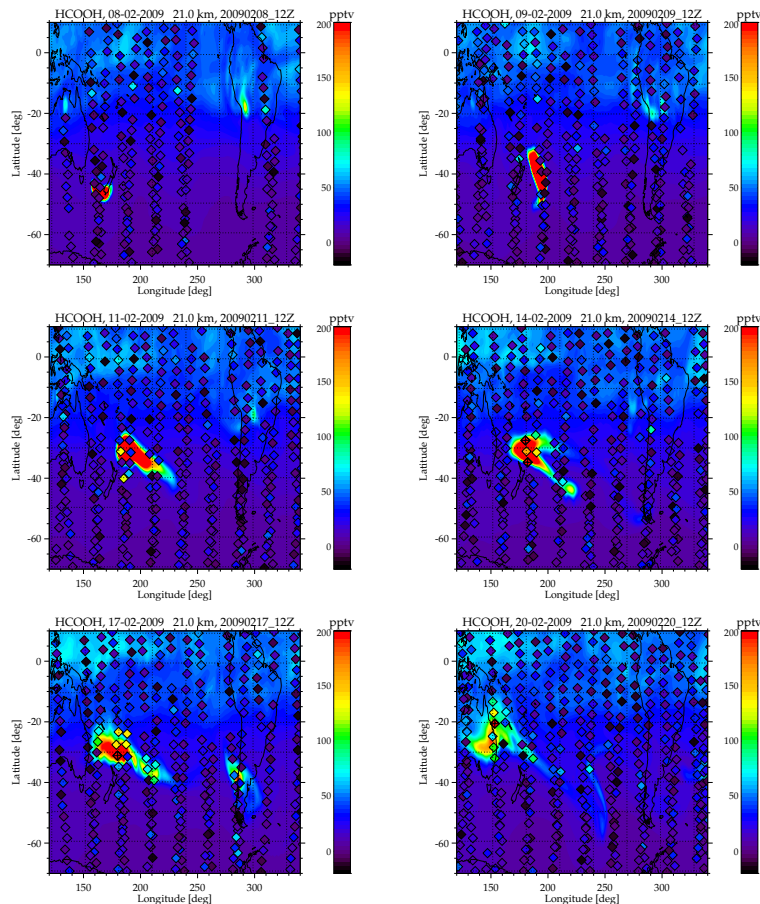 HCOOH, 08-02-2009 21.0 km, 20090208_12Z pptv
200
150
100
50
0
0
-20
-40
-60
Latitude [deg]
150 200 250 300
Longitude [deg]
HCOOH, 09-02-2009 21.0 km, 20090209_12Z pptv
200
150
100
50
0
0
-20
-40
-60
Latitude [deg]
150 200 250 300
Longitude [deg]
HCOOH, 11-02-2009 21.0 km, 20090211_12Z pptv
200
150
100
50
0
0
-20
-40
-60
Latitude [deg]
150 200 250 300
Longitude [deg]
HCOOH, 14-02-2009 21.0 km, 20090214_12Z pptv
200
150
100
50
0
0
-20
-40
-60
Latitude [deg]
150 200 250 300
Longitude [deg]
HCOOH, 17-02-2009 21.0 km, 20090217_12Z pptv
200
150
100
50
0
0
-20
-40
-60
Latitude [deg]
150 200 250 300
Longitude [deg]
HCOOH, 20-02-2009 21.0 km, 20090220_12Z pptv
200
150
100
50
0
0
-20
-40
-60
Latitude [deg]
150 200 250 300
Longitude [deg]